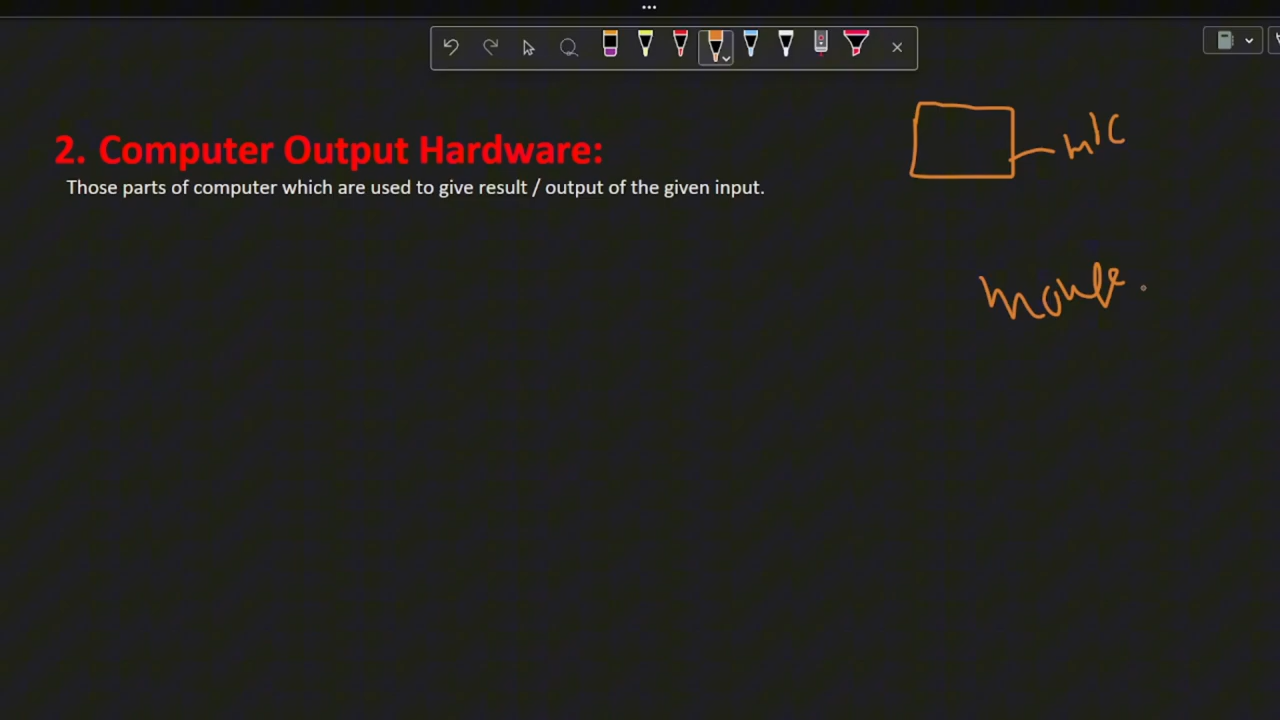 2. Computer Output Hardware:
Those parts of computer which are used to give result / output of the given input.